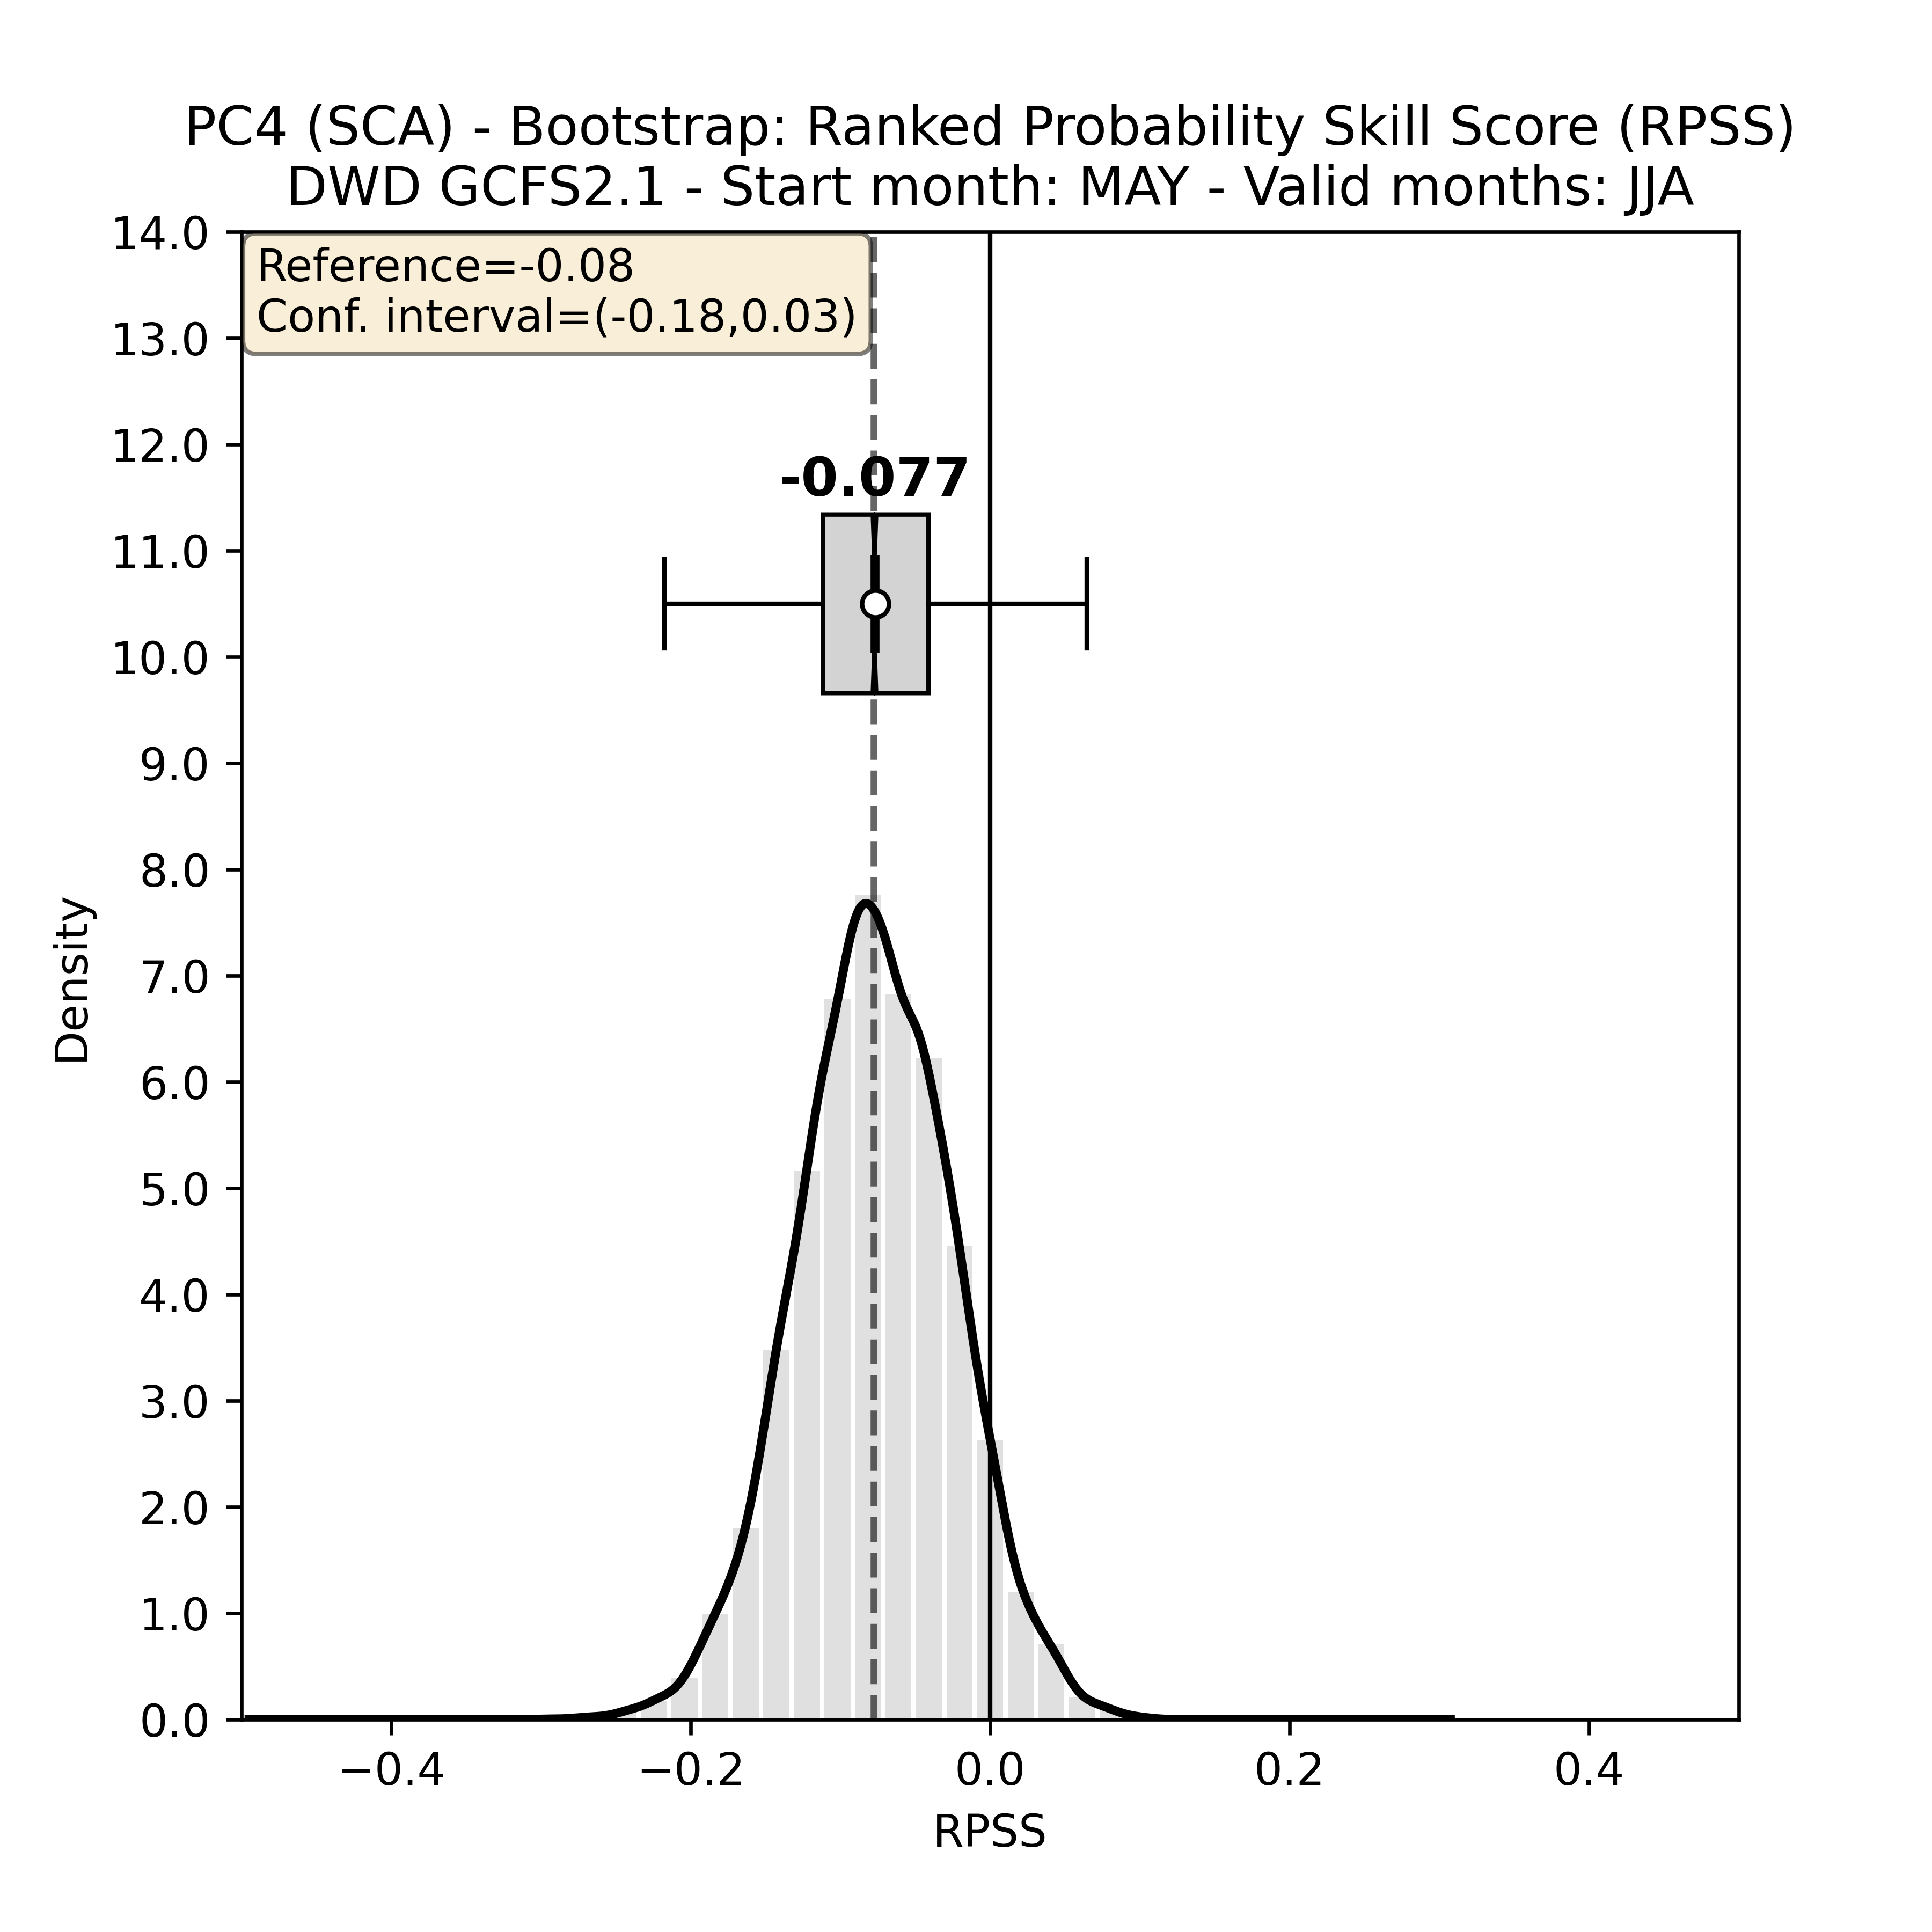 PC4 (SCA) - Bootstrap: Ranked Probability Skill Score (RPSS)
DWD GCFS2.1 - Start month: MAY - Valid months: JJA
Reference=-0.08
Conf. interval=(-0.18,0.03)
-0.077
14.0
13.0
12.0
11.0
10.0
9.0
8.0
7.0
6.0
5.0
4.0
3.0
2.0
1.0
0.0
Density
−0.4 −0.2 0.0 0.2 0.4
RPSS